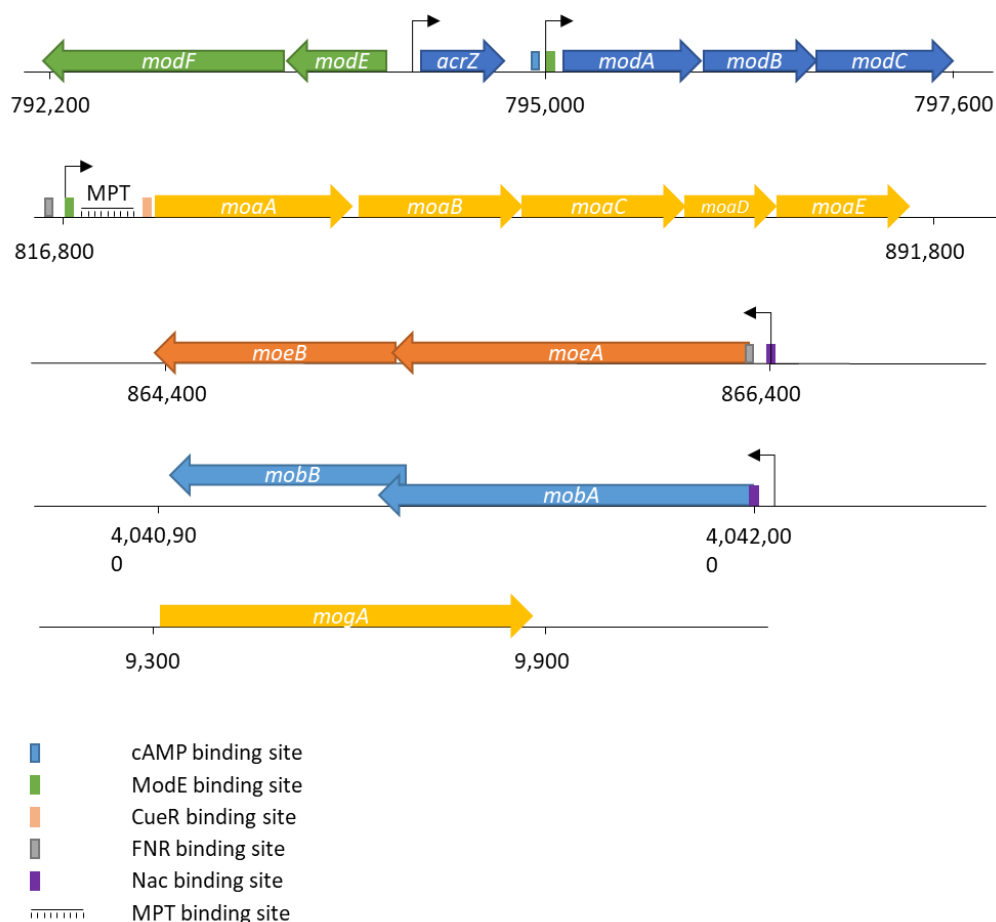 modF modE acrZ modA modB modC
792,200 795,000 797,600
MPT
moaA moaB moaC moaD moaE
816,800 891,800
moeB moeA
864,400 866,400
mobB
mobA
4,040,90 4,042,00
0 0
mogA
9,300 9,900
cAMP binding site
ModE binding site
CueR binding site
FNR binding site
Nac binding site
MPT binding site